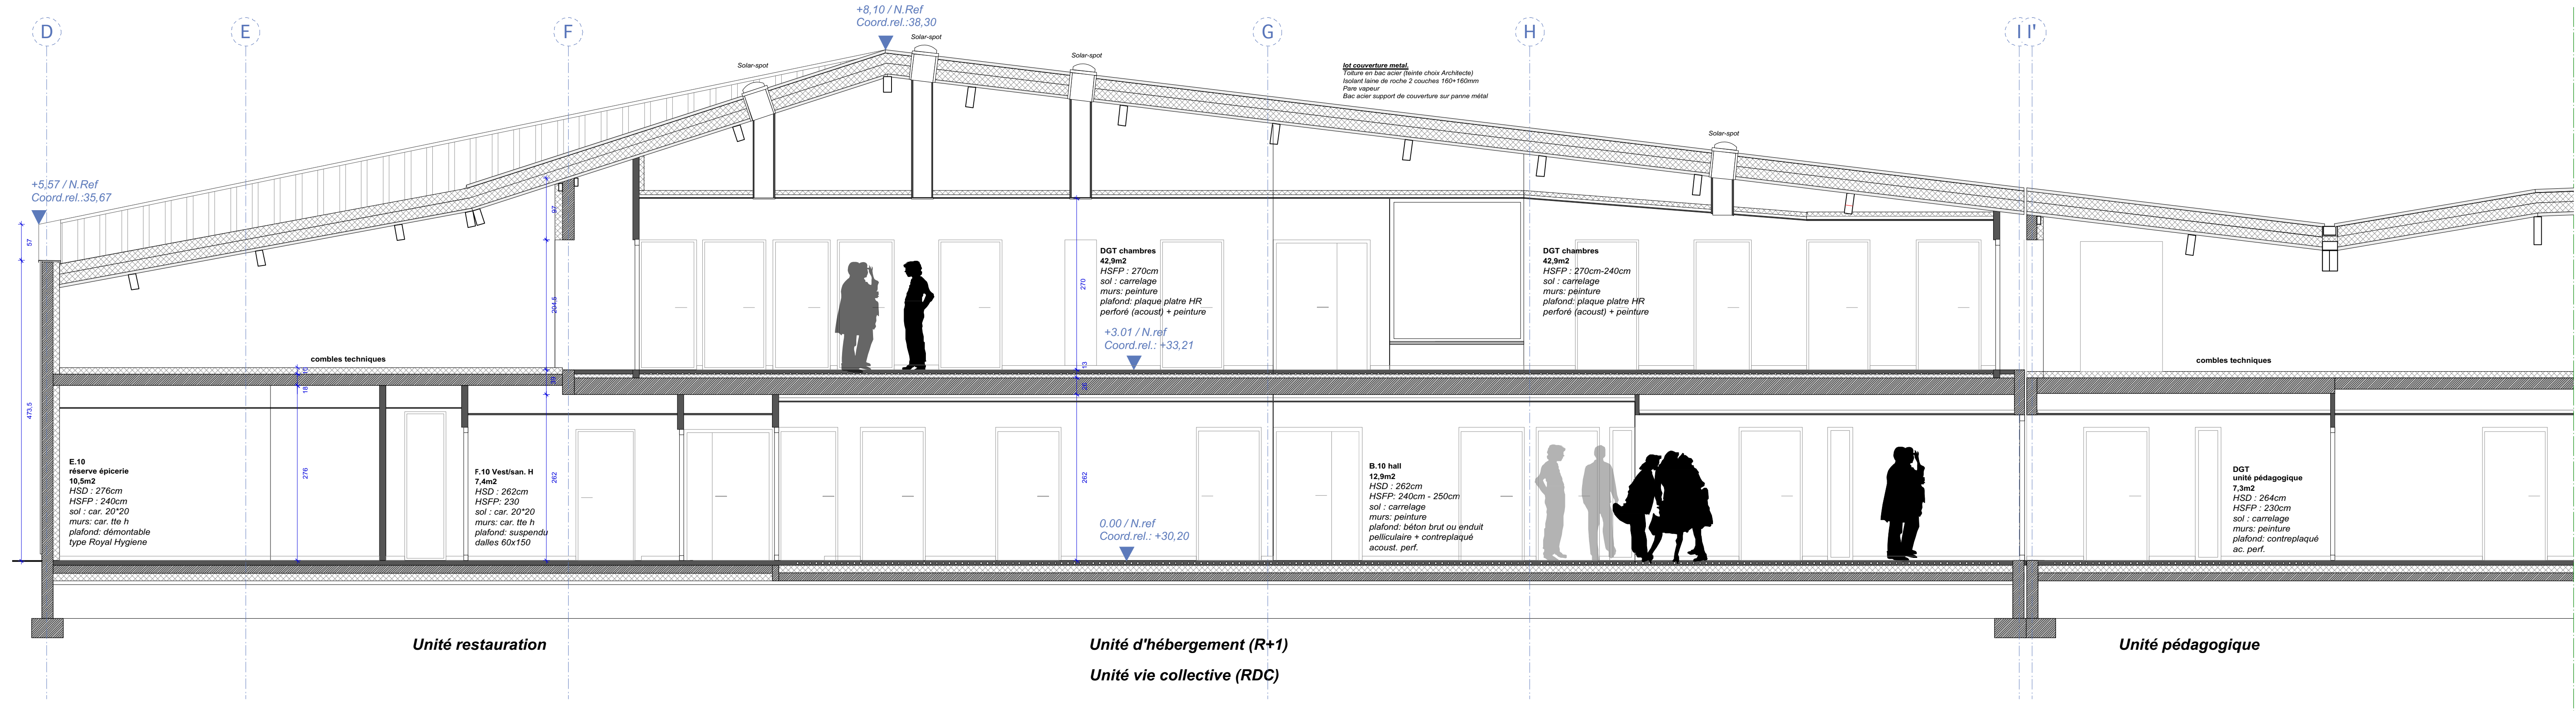 D
E
F
G
H
I
I'
+8,10 / N.Ref
Coord.rel.:38,30
Solar-spot
Solar-spot
Solar-spot
Solar-spot
lot couverture metal.
Toiture en bac acier (teinte choix Architecte)
Isolant laine de roche 2 couches 160+160mm
Pare vapeur
Bac acier support de couverture sur panne métal
+5,57 / N.Ref
Coord.rel.:35,67
57
473,5
97
204,5
39
262
10
18
276
270
13
26
262
DGT chambres
42,9m2
HSFP : 270cm
sol : carrelage
murs: peinture
plafond: plaque platre HR
perforé (acoust) + peinture
DGT chambres
42,9m2
HSFP : 270cm-240cm
sol : carrelage
murs: peinture
plafond: plaque platre HR
perforé (acoust) + peinture
+3.01 / N.ref
Coord.rel.: +33,21
combles techniques
combles techniques
E.10
réserve épicerie
10,5m2
HSD : 276cm
HSFP : 240cm
sol : car. 20*20
murs: car. tte h
plafond: démontable
type Royal Hygiene
F.10 Vest/san. H
7,4m2
HSD : 262cm
HSFP: 230
sol : car. 20*20
murs: car. tte h
plafond: suspendu
dalles 60x150
0.00 / N.ref
Coord.rel.: +30,20
B.10 hall
12,9m2
HSD : 262cm
HSFP: 240cm - 250cm
sol : carrelage
murs: peinture
plafond: béton brut ou enduit
pelliculaire + contreplaqué
acoust. perf.
DGT
unité pédagogique
7,3m2
HSD : 264cm
HSFP : 230cm
sol : carrelage
murs: peinture
plafond: contreplaqué
ac. perf.
Unité restauration
Unité d'hébergement (R+1)
Unité vie collective (RDC)
Unité pédagogique